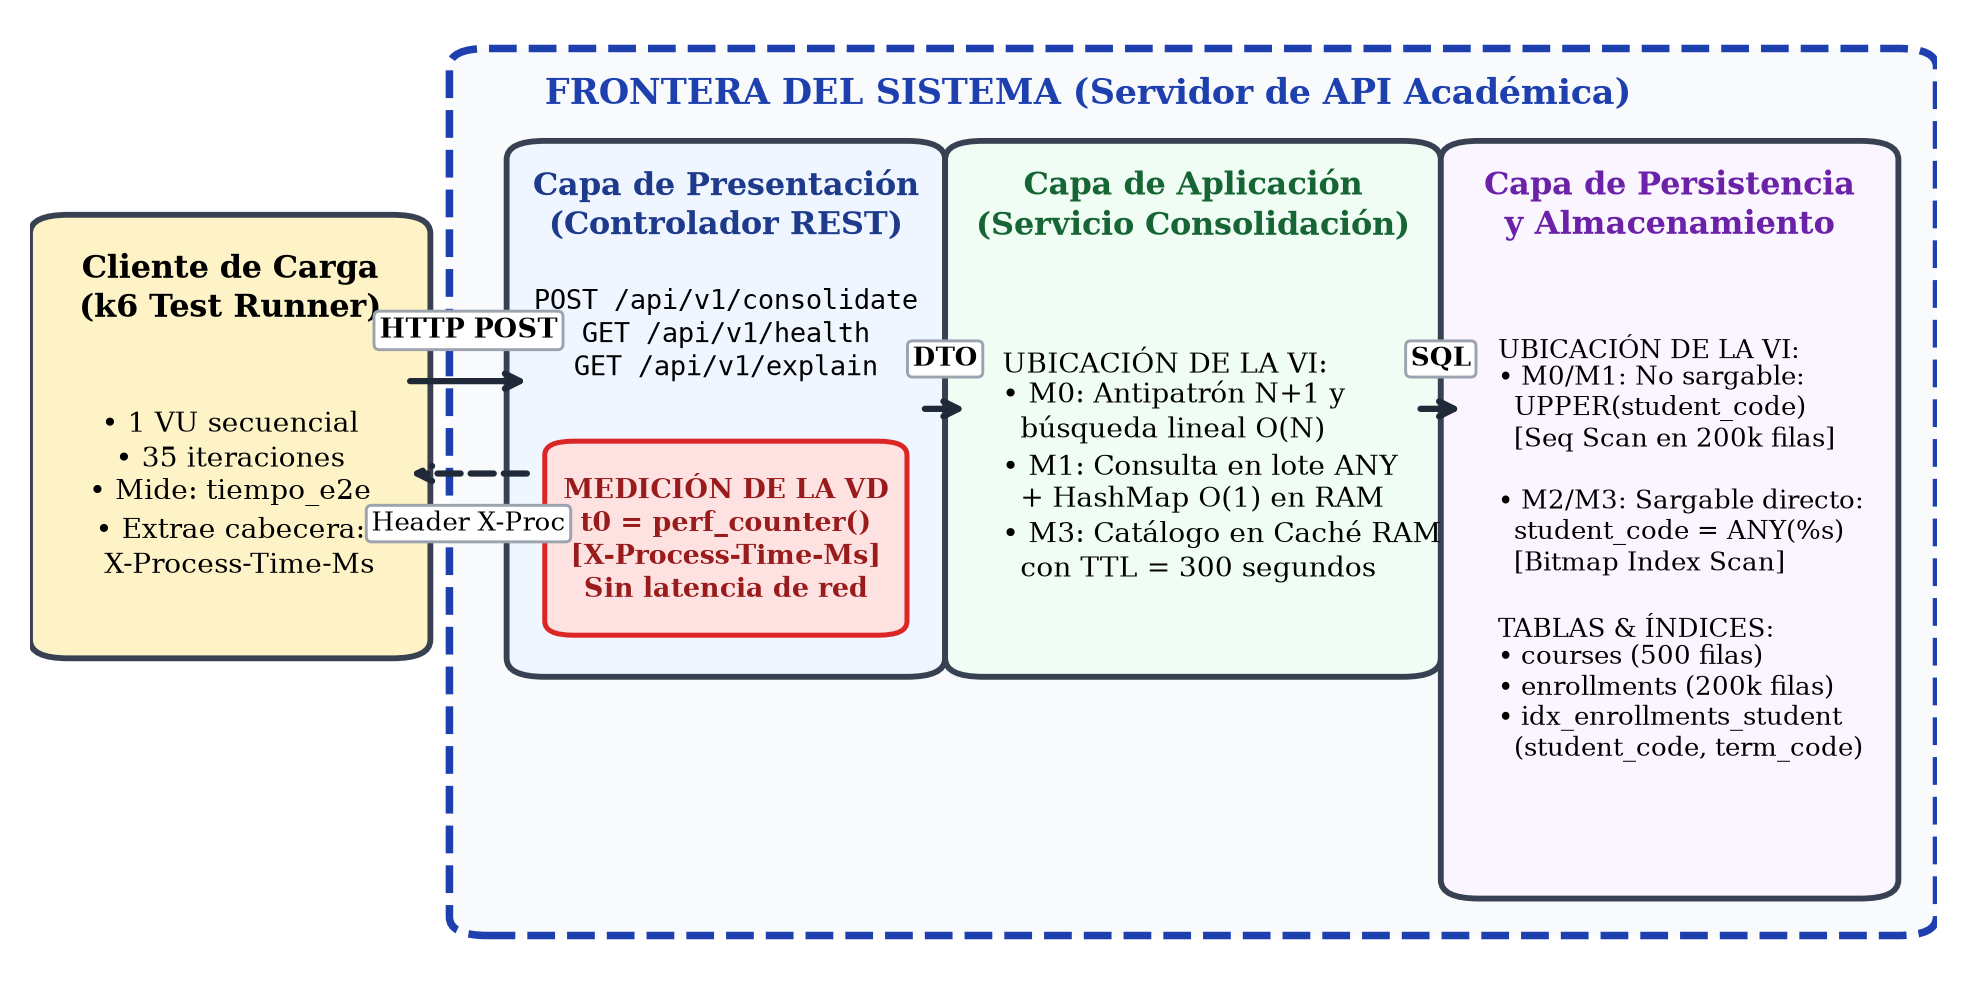 FRONTERA DEL SISTEMA (Servidor de API Académica)
Cliente de Carga
(k6 Test Runner)
• 1 VU secuencial
• 35 iteraciones
• Mide: tiempo_e2e
• Extrae cabecera:
X-Process-Time-Ms
HTTP POST
Header X-Proc
Capa de Presentación
(Controlador REST)
POST /api/v1/consolidate
GET /api/v1/health
GET /api/v1/explain
MEDICIÓN DE LA VD
t0 = perf_counter()
[X-Process-Time-Ms]
Sin latencia de red
DTO
Capa de Aplicación
(Servicio Consolidación)
UBICACIÓN DE LA VI:
• M0: Antipatrón N+1 y
búsqueda lineal O(N)
• M1: Consulta en lote ANY
+ HashMap O(1) en RAM
• M3: Catálogo en Caché RAM
con TTL = 300 segundos
SQL
Capa de Persistencia
y Almacenamiento
UBICACIÓN DE LA VI:
• M0/M1: No sargable:
UPPER(student_code)
[Seq Scan en 200k filas]
• M2/M3: Sargable directo:
student_code = ANY(%s)
[Bitmap Index Scan]
TABLAS & ÍNDICES:
• courses (500 filas)
• enrollments (200k filas)
• idx_enrollments_student
(student_code, term_code)